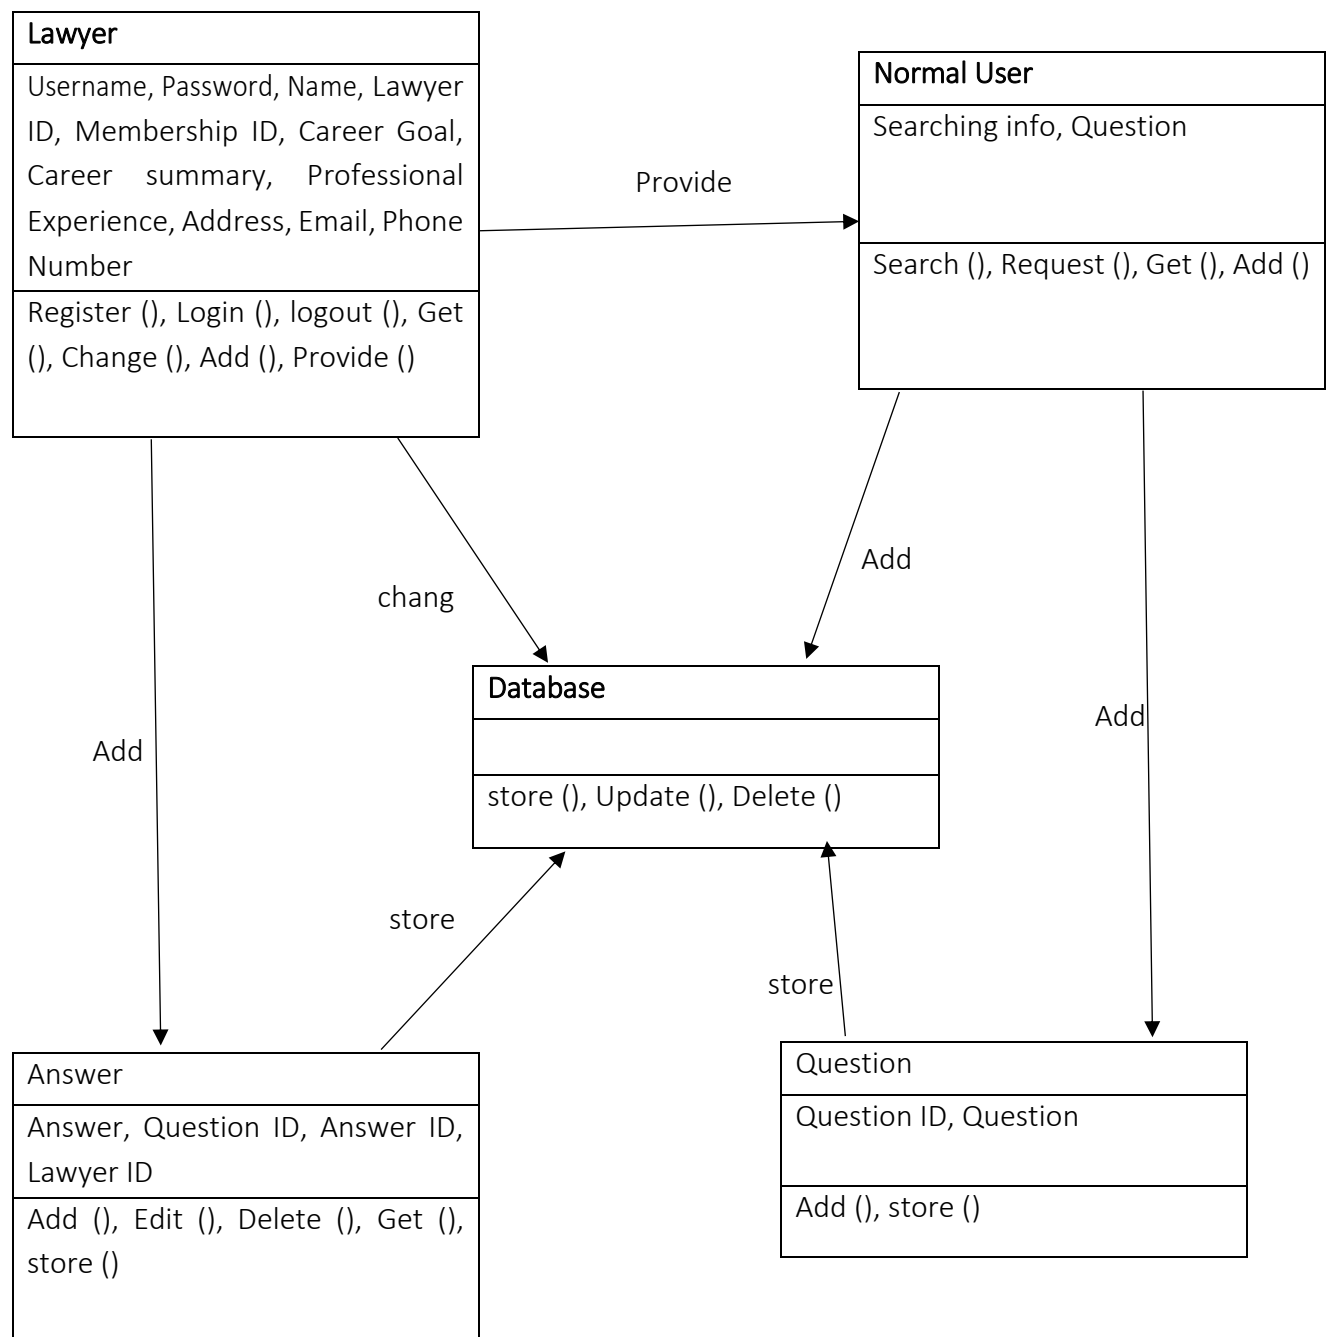 Lawyer
Username, Password, Name, Lawyer
ID, Membership ID, Career Goal,
Career summary, Professional
Experience, Address, Email, Phone
Number
Register (), Login (), logout (), Get
(), Change (), Add (), Provide ()
Provide
Normal User
Searching info, Question
Search (), Request (), Get (), Add ()
chang
Add
Add
Add
Database
store (), Update (), Delete ()
store
store
Answer
Answer, Question ID, Answer ID,
Lawyer ID
Add (), Edit (), Delete (), Get (),
store ()
Question
Question ID, Question
Add (), store ()